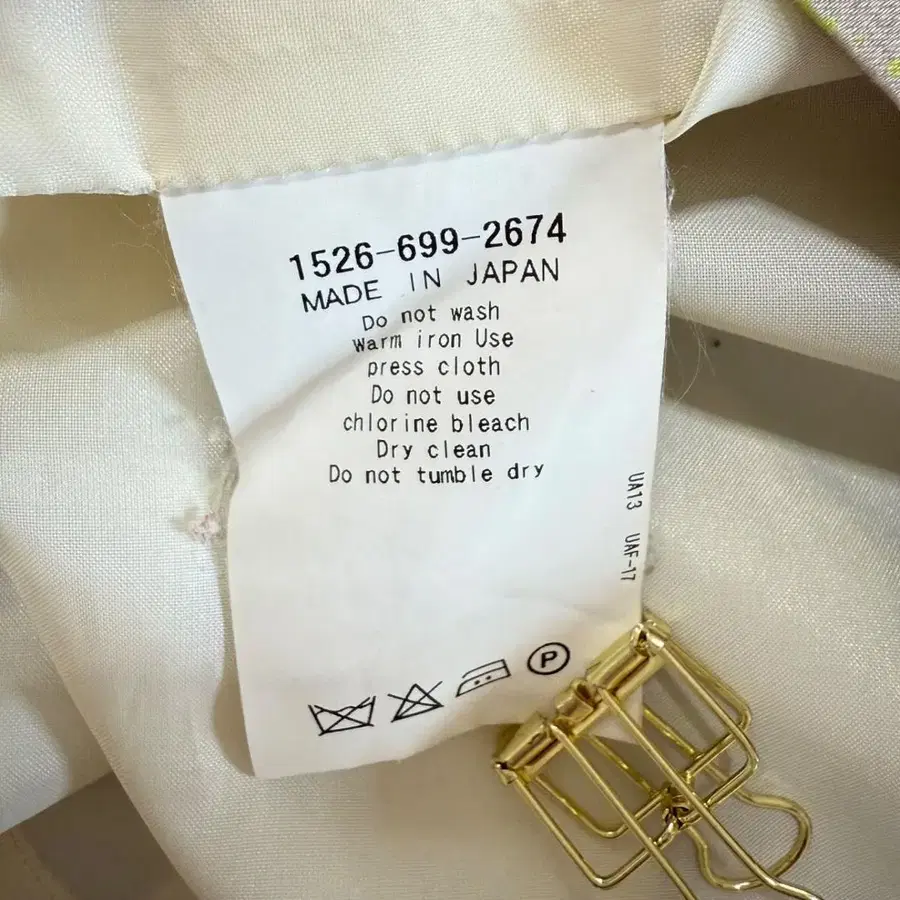 1526-699-2674
MADE IN JAPAN
Do not wash
warm iron Use
press cloth
Do not use
chlorine bleach
Dry clean
Do not tumble dry
UA13 UAF-17
P